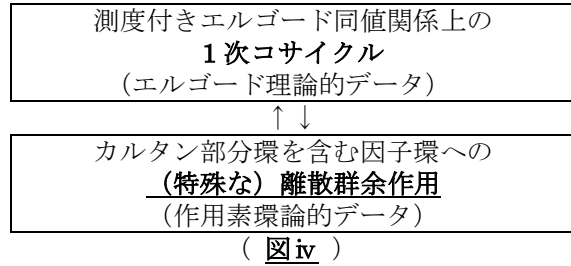 測度付きエルゴード同値関係上の
１次コサイクル
（エルゴード理論的データ）
↑ ↓
カルタン部分環を含む因子環への
（特殊な）離散群余作用
（作用素環論的データ）
（ 図ⅳ ）